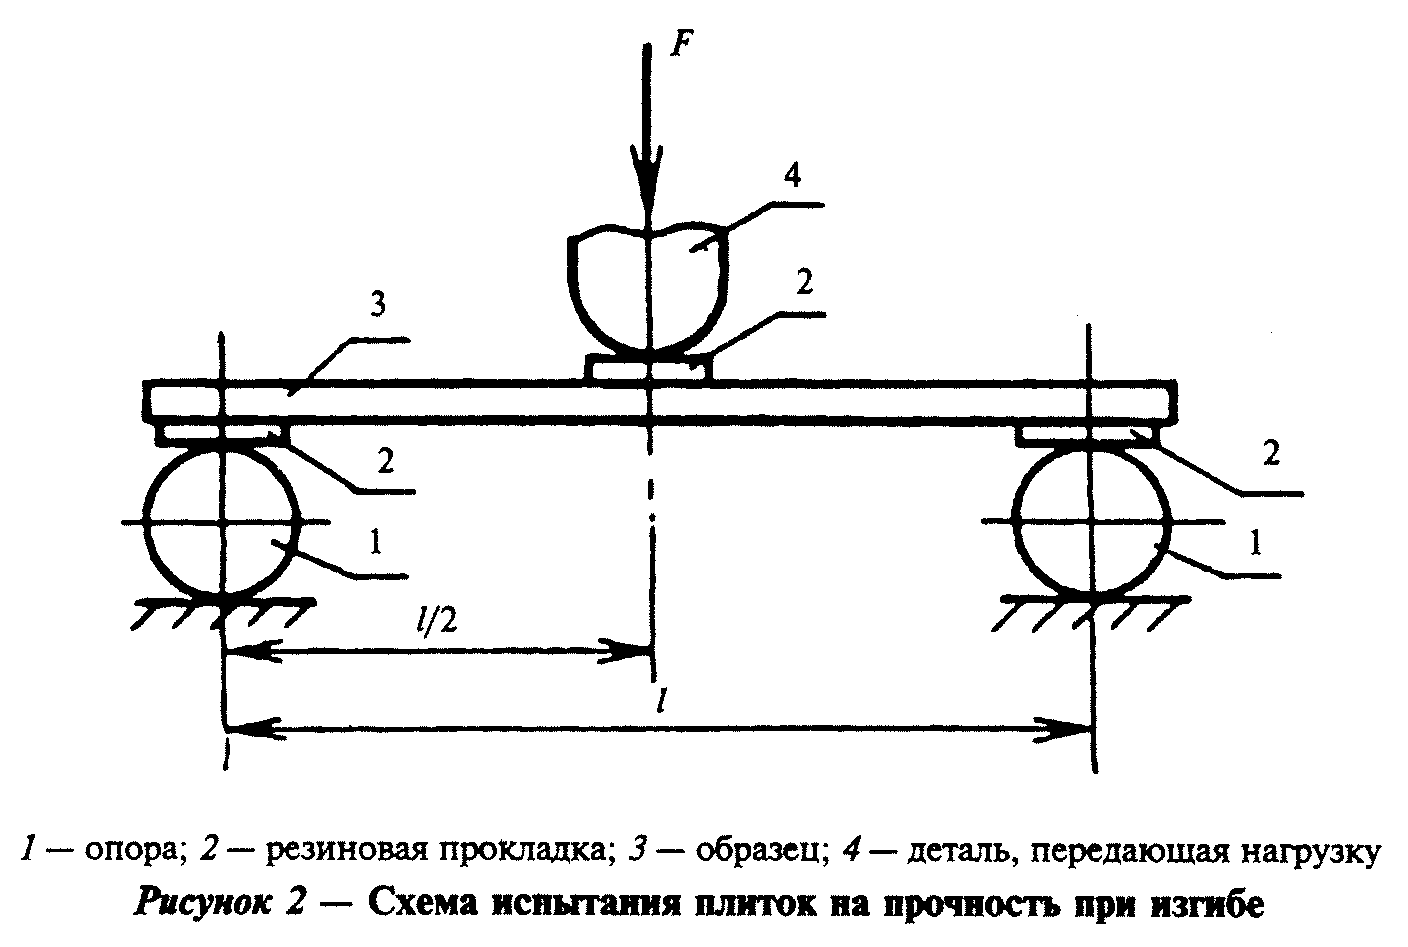 F
4
2
3
2
2
1
1
l/2
l
1 — опора; 2 — резиновая прокладка; 3 — образец; 4 — деталь, передающая нагрузку
Рисунок 2 — Схема испытания плиток на прочность при изгибе